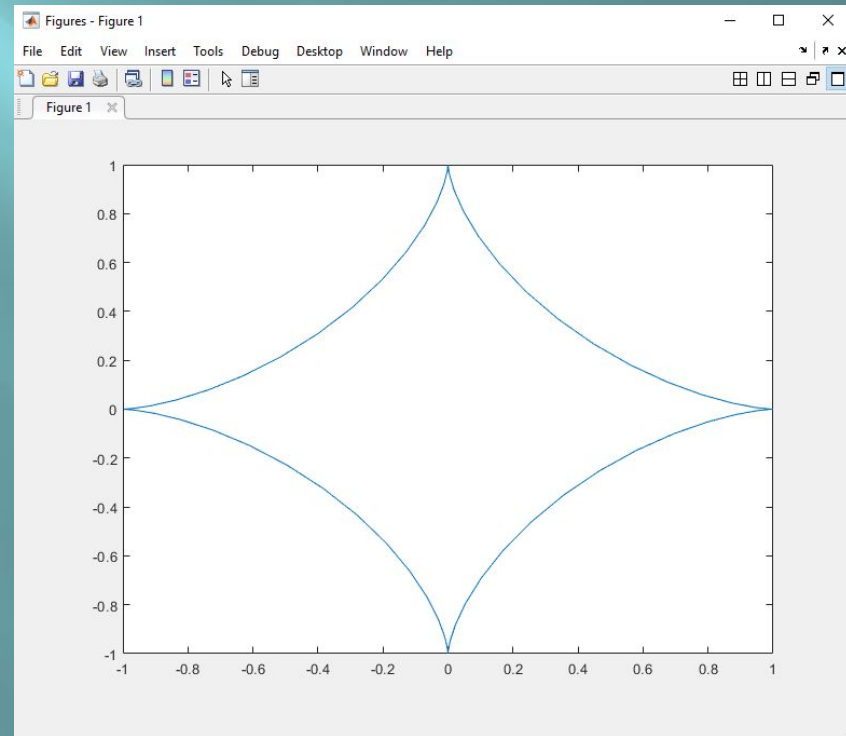 Figures - Figure 1
File Edit View Insert Tools Debug Desktop Window Help
Figure 1
1
0.8
0.6
0.4
0.2
0
-0.2
-0.4
-0.6
-0.8
-1
-1 -0.8 -0.6 -0.4 -0.2 0 0.2 0.4 0.6 0.8 1